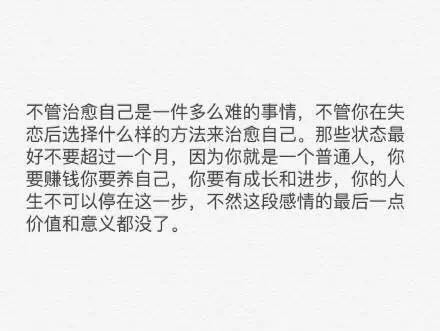 不管治愈自己是一件多么难的事情，不管你在失
恋后选择什么样的方法来治愈自己。那些状态最
好不要超过一个月，因为你就是一个普通人，你
要赚钱你要养自己，你要有成长和进步，你的人
生不可以停在这一步，不然这段感情的最后一点
价值和意义都没了。